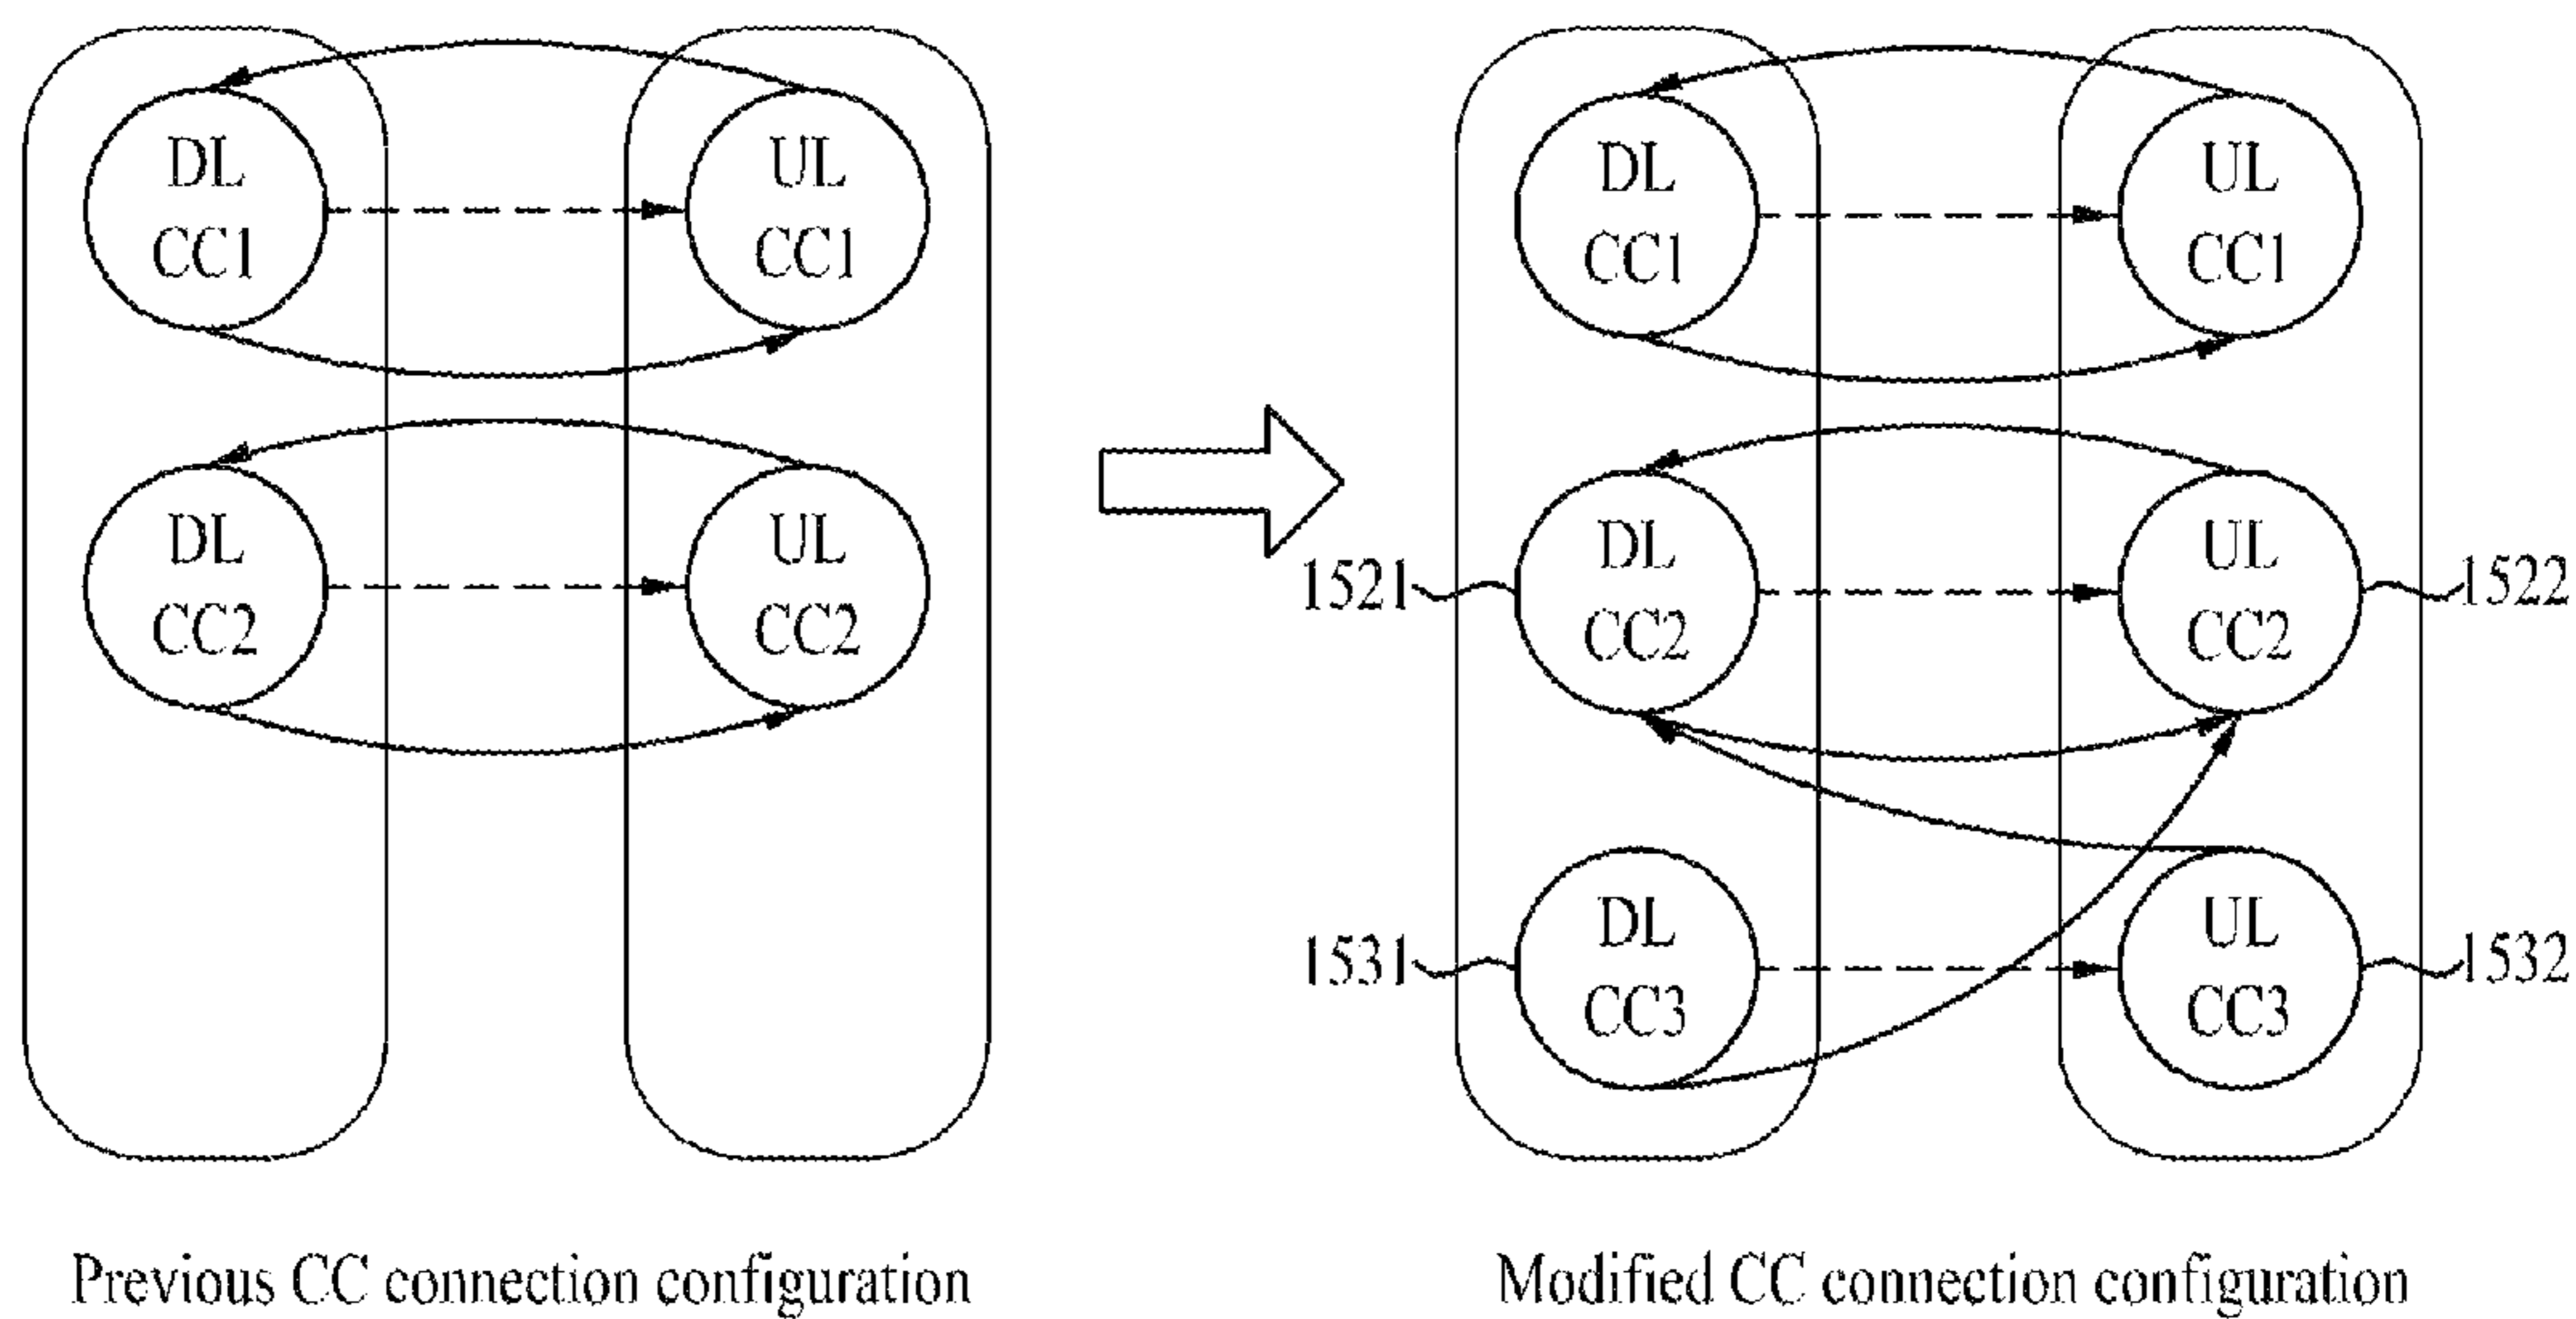 DL
CC1
UL
CC1
DL
CC2
UL
CC2
Previous CC connection configuration
DL
CC1
UL
CC1
1521
DL
CC2
UL
CC2
1522
1531
DL
CC3
UL
CC3
1532
Modified CC connection configuration